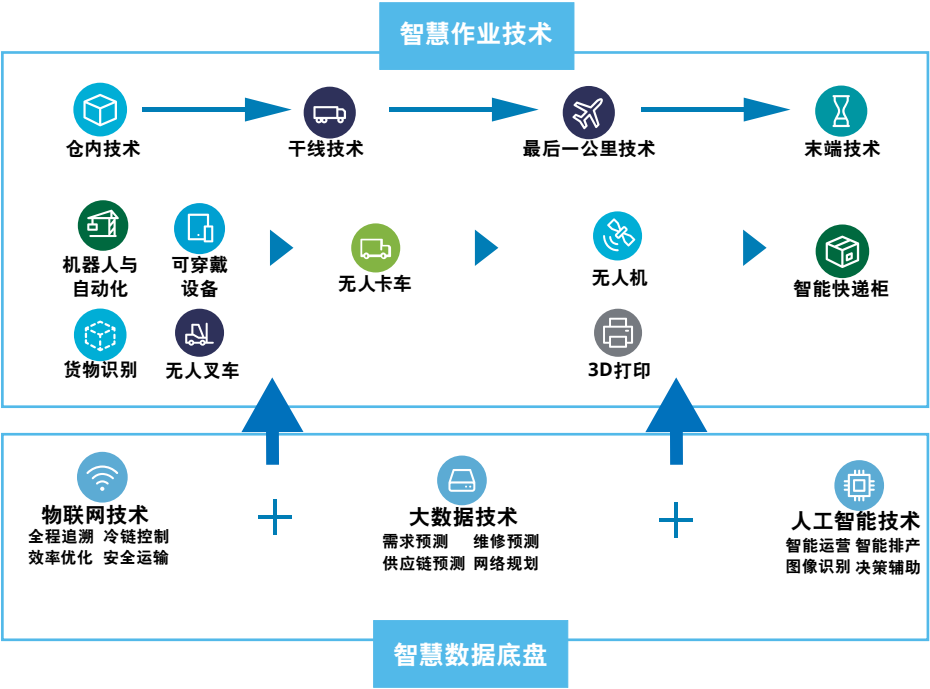 智慧作业技术
仓内技术
干线技术
最后一公里技术
末端技术
机器人与
自动化
可穿戴
设备
无人卡车
无人机
智能快递柜
货物识别
无人叉车
3D打印
物联网技术
全程追溯 冷链控制
效率优化 安全运输
大数据技术
需求预测 维修预测
供应链预测 网络规划
人工智能技术
智能运营 智能排产
图像识别 决策辅助
智慧数据底盘